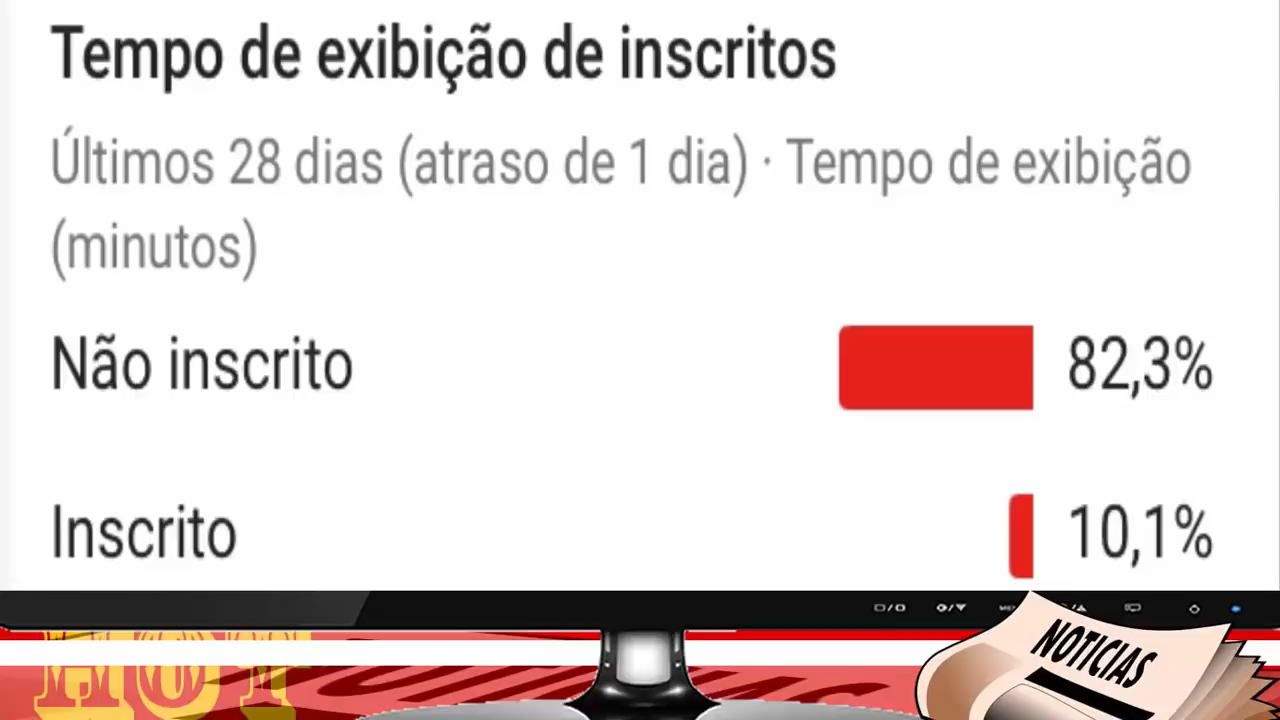 Tempo de exibição de inscritos
Últimos 28 dias (atraso de 1 dia) · Tempo de exibição
(minutos)
Não inscrito 82,3%
Inscrito 10,1%
HOT
NOTICIAS